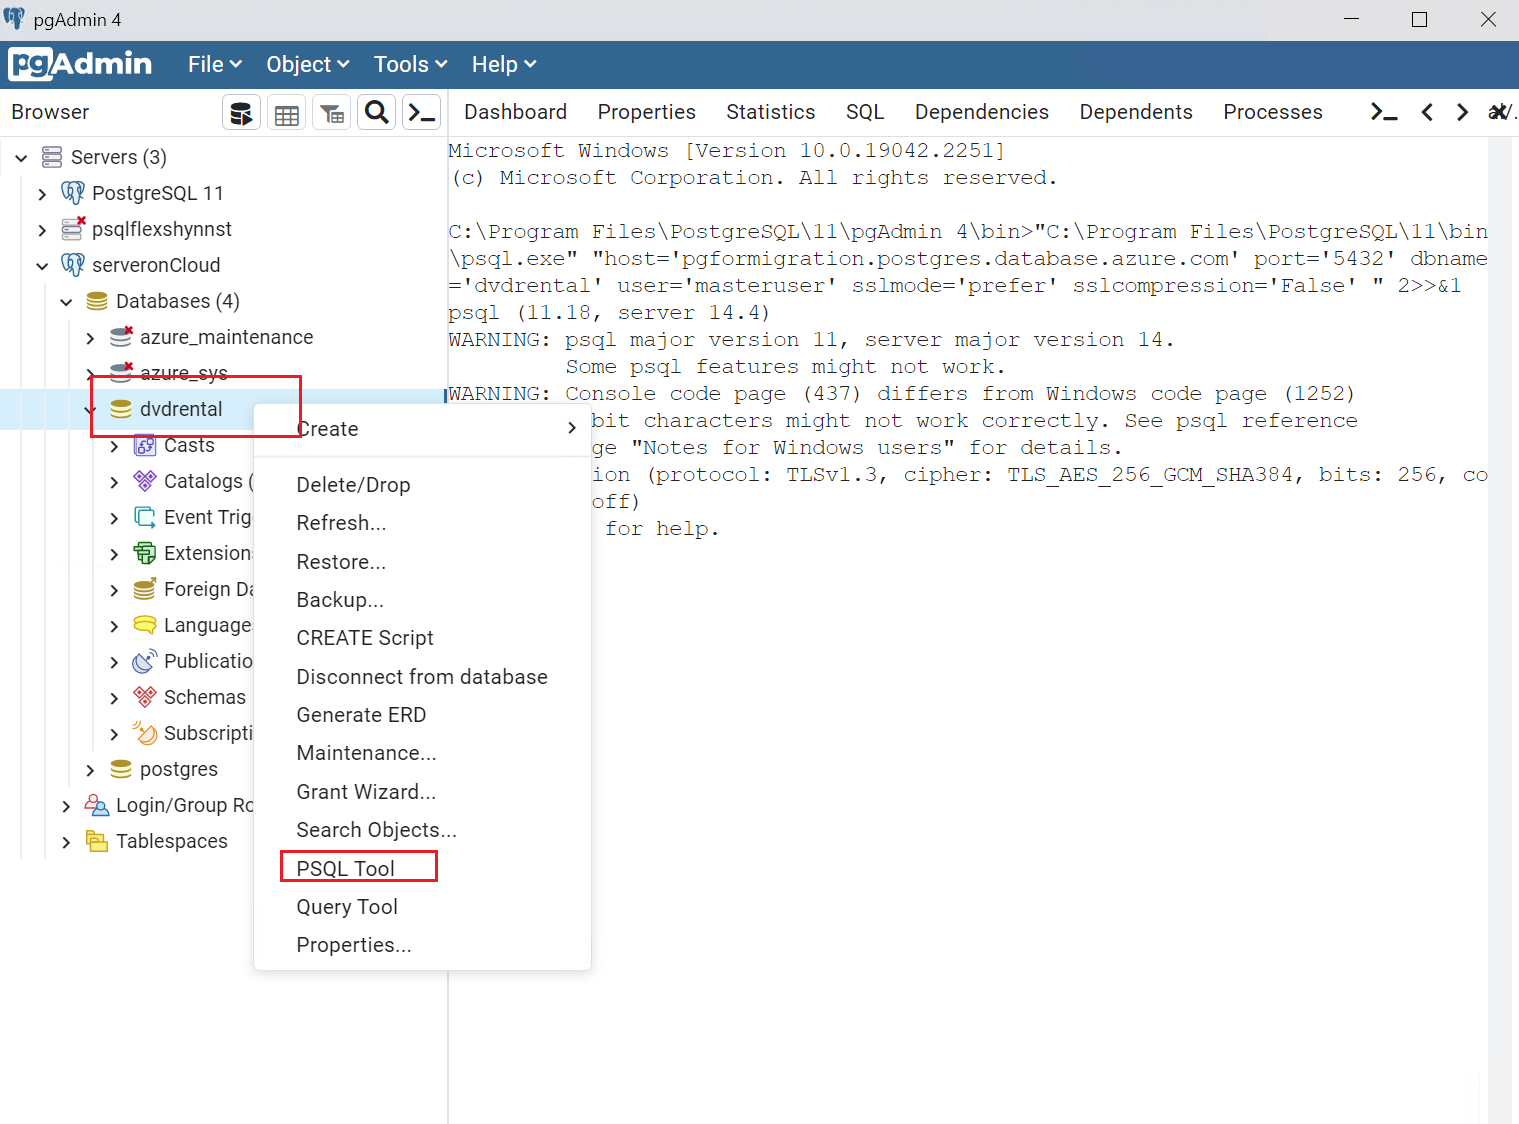 pgAdmin 4
pgAdmin
File Object Tools Help
Browser
Dashboard Properties Statistics SQL Dependencies Dependents Processes
Servers (3)
PostgreSQL 11
psqlflexshynnst
serveronCloud
Databases (4)
azure_maintenance
azure_sys
dvdrental
Casts
Catalogs (
Event Trig
Extension
Foreign Da
Language
Publicatio
Schemas
Subscripti
postgres
Login/Group Ro
Tablespaces
Create
Delete/Drop
Refresh...
Restore...
Backup...
CREATE Script
Disconnect from database
Generate ERD
Maintenance...
Grant Wizard...
Search Objects...
PSQL Tool
Query Tool
Properties...
Microsoft Windows [Version 10.0.19042.2251]
(c) Microsoft Corporation. All rights reserved.
C:\Program Files\PostgreSQL\11\pgAdmin 4\bin>"C:\Program Files\PostgreSQL\11\bin
\psql.exe" "host='pgformigration.postgres.database.azure.com' port='5432' dbname
='dvdrental' user='masteruser' sslmode='prefer' sslcompression='False' " 2>>&1
psql (11.18, server 14.4)
WARNING: psql major version 11, server major version 14.
Some psql features might not work.
WARNING: Console code page (437) differs from Windows code page (1252)
bit characters might not work correctly. See psql reference
ge "Notes for Windows users" for details.
ion (protocol: TLSv1.3, cipher: TLS_AES_256_GCM_SHA384, bits: 256, co
off)
for help.